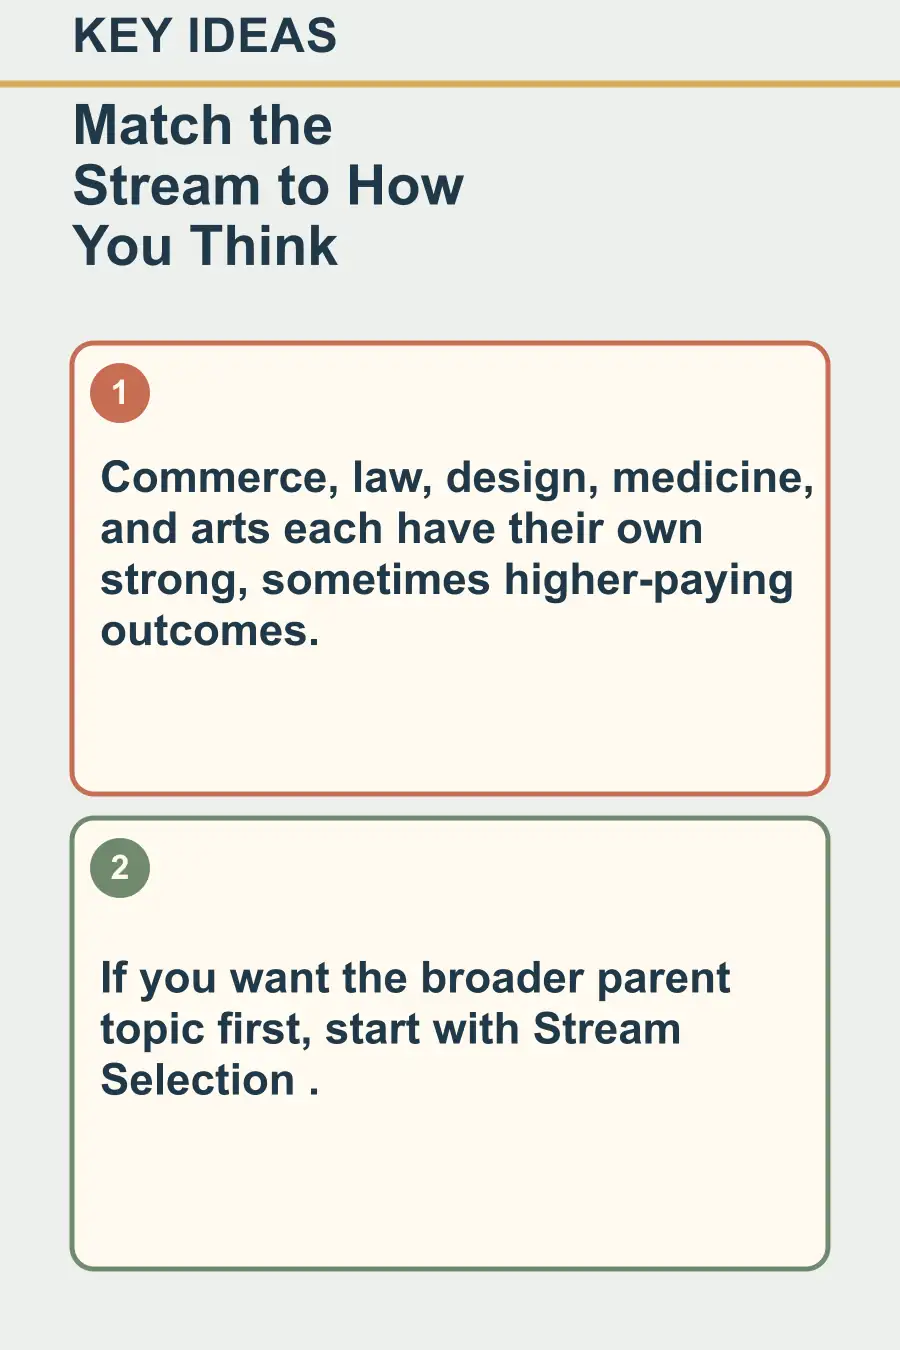 KEY IDEAS
Match the
Stream to How
You Think
1
Commerce, law, design, medicine,
and arts each have their own
strong, sometimes higher-paying
outcomes.
2
If you want the broader parent
topic first, start with Stream
Selection .